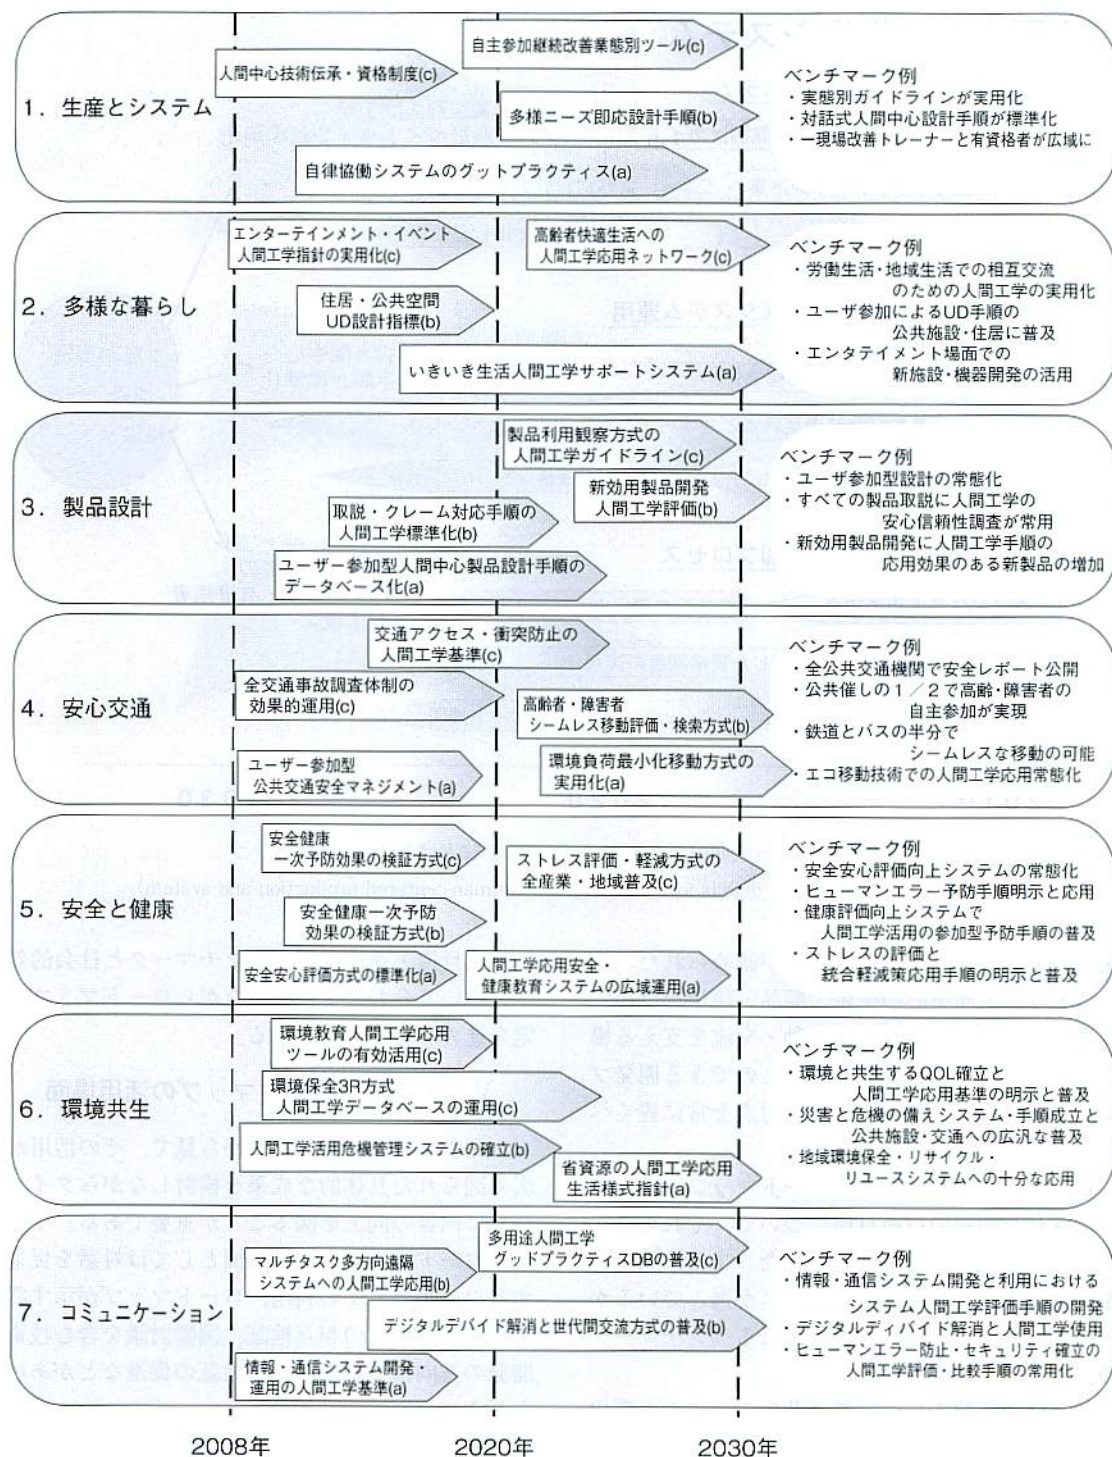 1．生産とシステム
自主参加継続改善業態別ツール(c)
人間中心技術伝承・資格制度(c)
多様ニーズ即応設計手順(b)
自律協働システムのグットプラクティス(a)
ベンチマーク例
・実態別ガイドラインが実用化
・対話式人間中心設計手順が標準化
・一現場改善トレーナーと有資格者が広域に
2．多様な暮らし
エンターテインメント・イベント
人間工学指針の実用化(c)
高齢者快適生活への
人間工学応用ネットワーク(c)
住居・公共空間
UD設計指標(b)
いきいき生活人間工学サポートシステム(a)
ベンチマーク例
・労働生活・地域生活での相互交流
のための人間工学の実用化
・ユーザ参加によるUD手順の
公共施設・住居に普及
・エンタテイメント場面での
新施設・機器開発の活用
3．製品設計
製品利用観察方式の
人間工学ガイドライン(c)
新効用製品開発
人間工学評価(b)
取説・クレーム対応手順の
人間工学標準化(b)
ユーザー参加型人間中心製品設計手順の
データベース化(a)
ベンチマーク例
・ユーザ参加型設計の常態化
・すべての製品取説に人間工学の
安心信頼性調査が常用
・新効用製品開発に人間工学手順の
応用効果のある新製品の増加
4．安心交通
交通アクセス・衝突防止の
人間工学基準(c)
全交通事故調査体制の
効果的運用(c)
高齢者・障害者
シームレス移動評価・検索方式(b)
ユーザー参加型
公共交通安全マネジメント(a)
環境負荷最小化移動方式の
実用化(a)
ベンチマーク例
・全公共交通機関で安全レポート公開
・公共催しの１／２で高齢・障害者の
自主参加が実現
・鉄道とバスの半分で
シームレスな移動の可能
・エコ移動技術での人間工学応用常態化
5．安全と健康
安全健康
一次予防効果の検証方式(c)
ストレス評価・軽減方式の
全産業・地域普及(c)
安全健康一次予防
効果の検証方式(b)
安全安心評価方式の標準化(a)
人間工学応用安全・
健康教育システムの広域運用(a)
ベンチマーク例
・安全安心評価向上システムの常態化
・ヒューマンエラー予防手順明示と応用
・健康評価向上システムで
人間工学活用の参加型予防手順の普及
・ストレスの評価と
統合軽減策応用手順の明示と普及
6．環境共生
環境教育人間工学応用
ツールの有効活用(c)
環境保全3R方式
人間工学データベースの運用(c)
人間工学活用危機管理システムの確立(b)
省資源の人間工学応用
生活様式指針(a)
ベンチマーク例
・環境と共生するQOL確立と
人間工学応用基準の明示と普及
・災害と危機の備えシステム・手順成立と
公共施設・交通への広汎な普及
・地域環境保全・リサイクル・
リユースシステムへの十分な応用
7．コミュニケーション
多用途人間工学
グッドプラクティスDBの普及(c)
マルチタスク多方向遠隔
システムへの人間工学応用(b)
デジタルデバイド解消と世代間交流方式の普及(b)
情報・通信システム開発・
運用の人間工学基準(a)
ベンチマーク例
・情報・通信システム開発と利用における
システム人間工学評価手順の開発
・デジタルディバイド解消と人間工学使用
・ヒューマンエラー防止・セキュリティ確立の
人間工学評価・比較手順の常用化
2008年
2020年
2030年